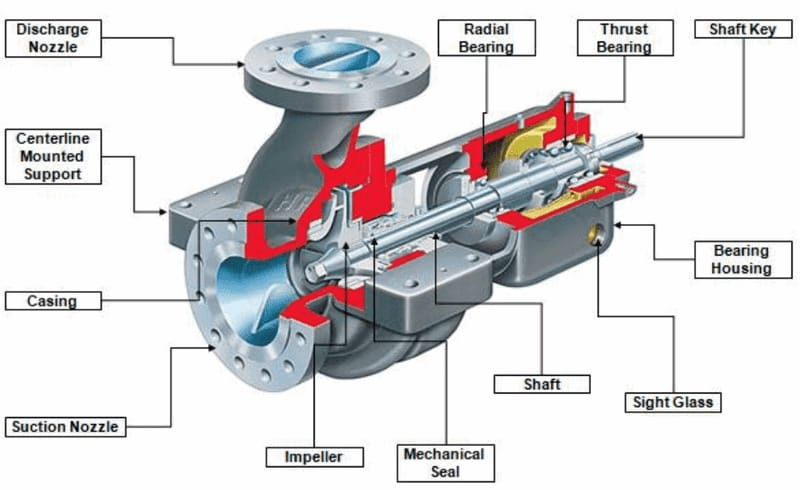 Discharge
Nozzle
Radial
Bearing
Thrust
Bearing
Shaft Key
Centerline
Mounted
Support
Bearing
Housing
Casing
Shaft
Sight Glass
Suction Nozzle
Impeller
Mechanical
Seal